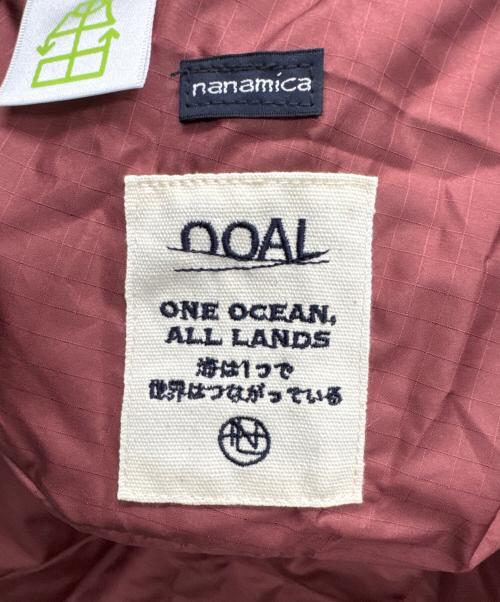 nanamica
OOAL
ONE OCEAN,
ALL LANDS
海は1つで
世界はつながっている
N